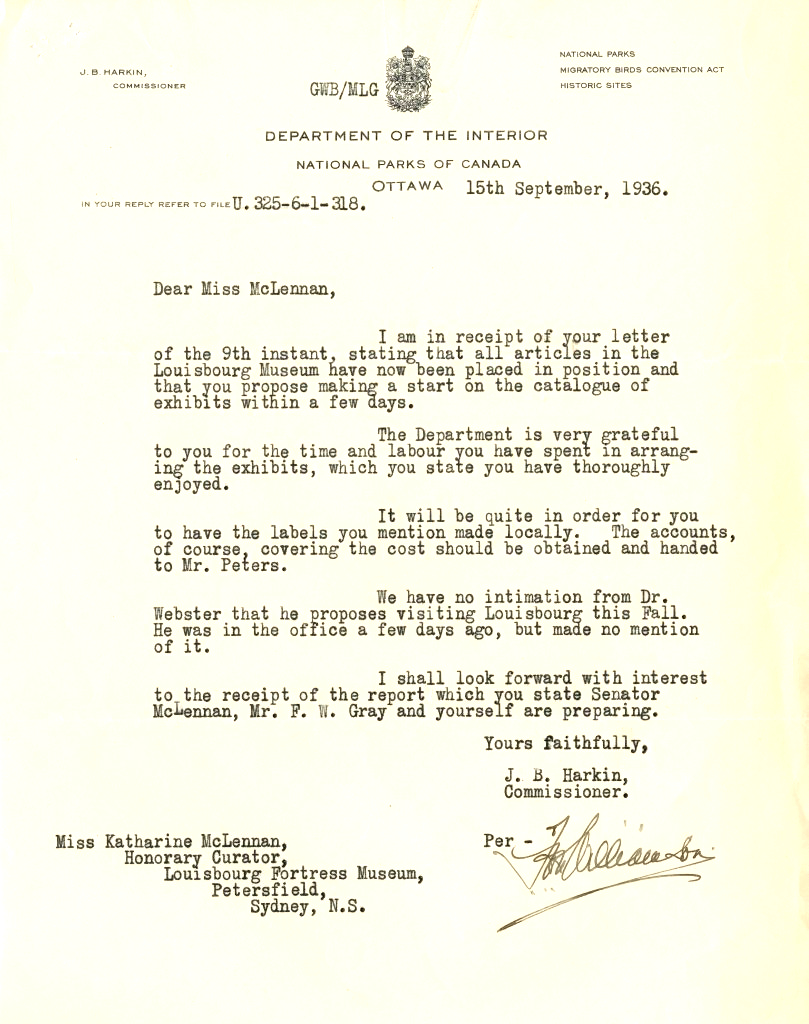 J. B. HARKIN,
COMMISSIONER
GWB/MLG
NATIONAL PARKS
MIGRATORY BIRDS CONVENTION ACT
HISTORIC SITES
DEPARTMENT OF THE INTERIOR
NATIONAL PARKS OF CANADA
OTTAWA 15th September, 1936.
IN YOUR REPLY REFER TO FILE U. 325-6-1-318.
Dear Miss McLennan,
I am in receipt of your letter
of the 9th instant, stating that all articles in the
Louisbourg Museum have now been placed in position and
that you propose making a start on the catalogue of
exhibits within a few days.
The Department is very grateful
to you for the time and labour you have spent in arrang-
ing the exhibits, which you state you have thoroughly
enjoyed.
It will be quite in order for you
to have the labels you mention made locally. The accounts,
of course, covering the cost should be obtained and handed
to Mr. Peters.
We have no intimation from Dr.
Webster that he proposes visiting Louisbourg this Fall.
He was in the office a few days ago, but made no mention
of it.
I shall look forward with interest
to the receipt of the report which you state Senator
McLennan, Mr. F. W. Gray and yourself are preparing.
Yours faithfully,
J. B. Harkin,
Commissioner.
Per - Williamson
Miss Katharine McLennan,
Honorary Curator,
Louisbourg Fortress Museum,
Petersfield,
Sydney, N.S.